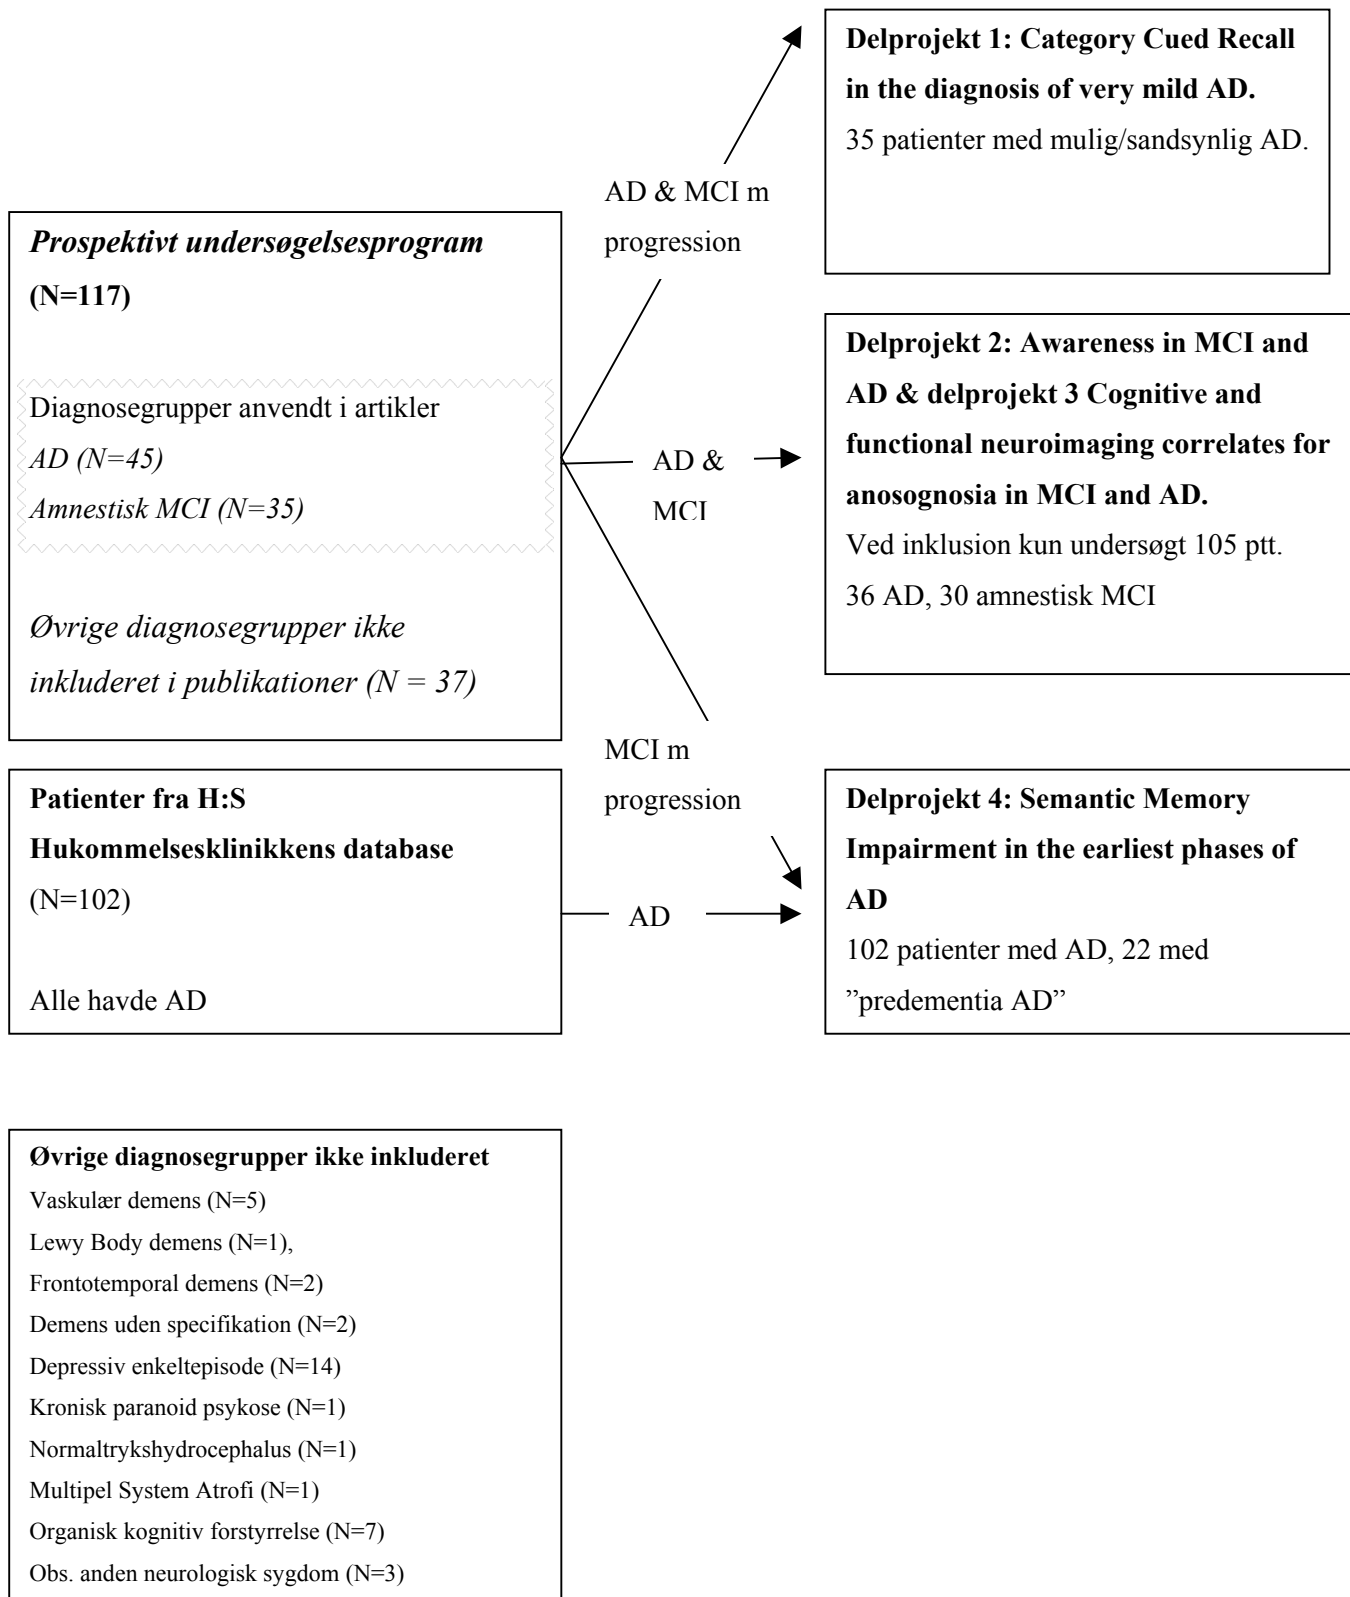 Delprojekt 1: Category Cued Recall
in the diagnosis of very mild AD.
35 patienter med mulig/sandsynlig AD.
AD & MCI m
progression
Prospektivt undersøgelsesprogram
(N=117)
Diagnosegrupper anvendt i artikler
AD (N=45)
Amnestisk MCI (N=35)
Øvrige diagnosegrupper ikke
inkluderet i publikationer (N = 37)
AD &
MCI
Delprojekt 2: Awareness in MCI and
AD & delprojekt 3 Cognitive and
functional neuroimaging correlates for
anosognosia in MCI and AD.
Ved inklusion kun undersøgt 105 ptt.
36 AD, 30 amnestisk MCI
MCI m
progression
Patienter fra H:S
Hukommelsesklinikkens database
(N=102)
Alle havde AD
AD
Delprojekt 4: Semantic Memory
Impairment in the earliest phases of
AD
102 patienter med AD, 22 med
”predementia AD”
Øvrige diagnosegrupper ikke inkluderet
Vaskulær demens (N=5)
Lewy Body demens (N=1),
Frontotemporal demens (N=2)
Demens uden specifikation (N=2)
Depressiv enkeltepisode (N=14)
Kronisk paranoid psykose (N=1)
Normaltrykshydrocephalus (N=1)
Multipel System Atrofi (N=1)
Organisk kognitiv forstyrrelse (N=7)
Obs. anden neurologisk sygdom (N=3)